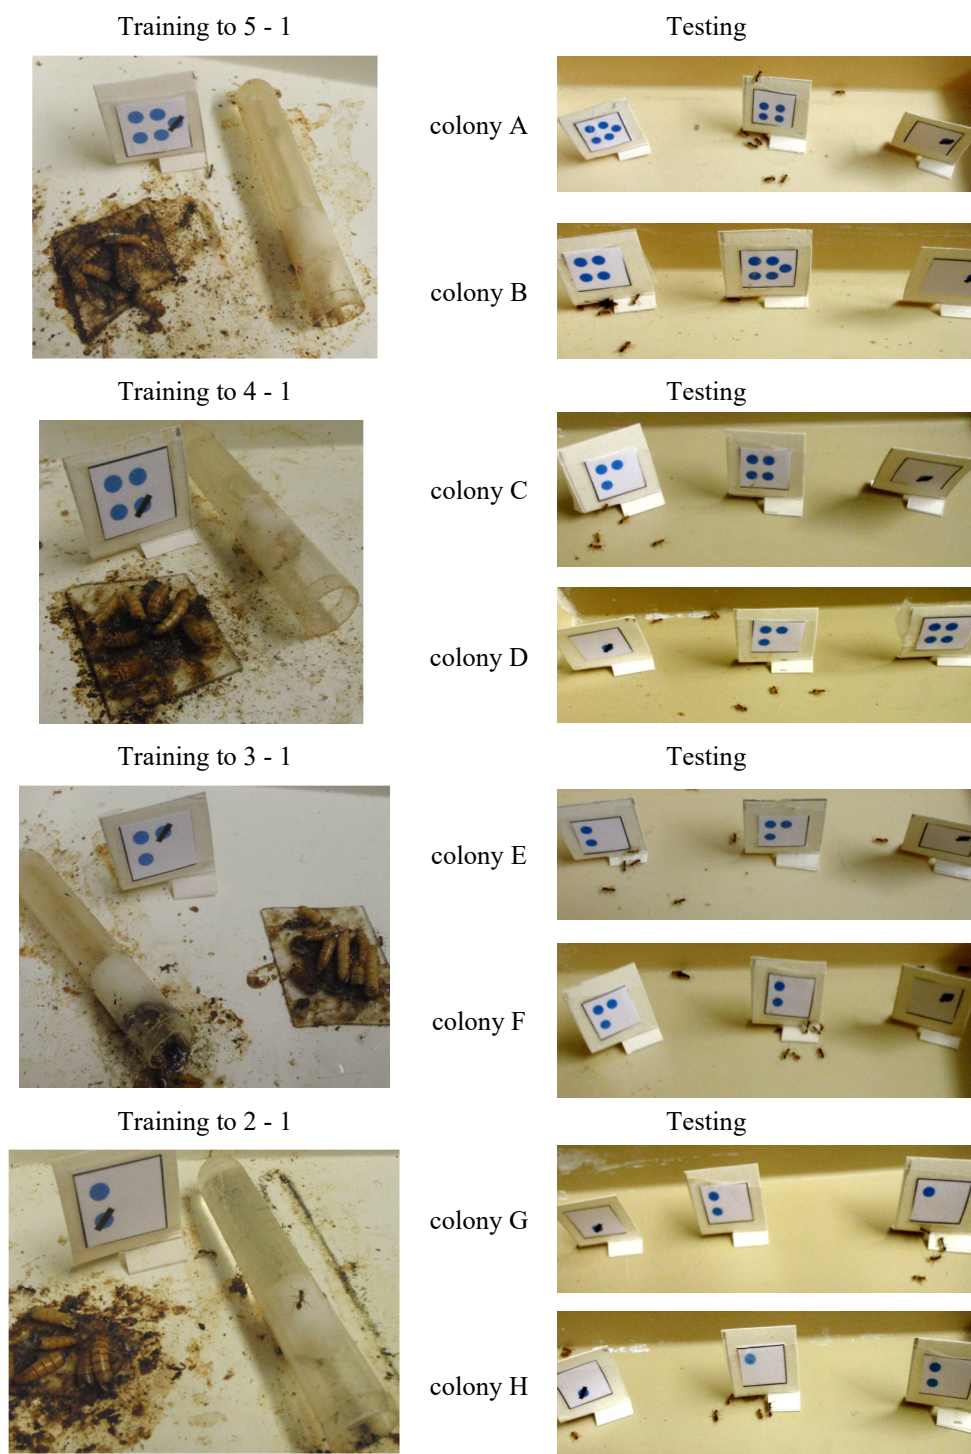 Training to 5 - 1
Testing
colony A
colony B
Training to 4 - 1
Testing
colony C
colony D
Training to 3 - 1
Testing
colony E
colony F
Training to 2 - 1
Testing
colony G
colony H